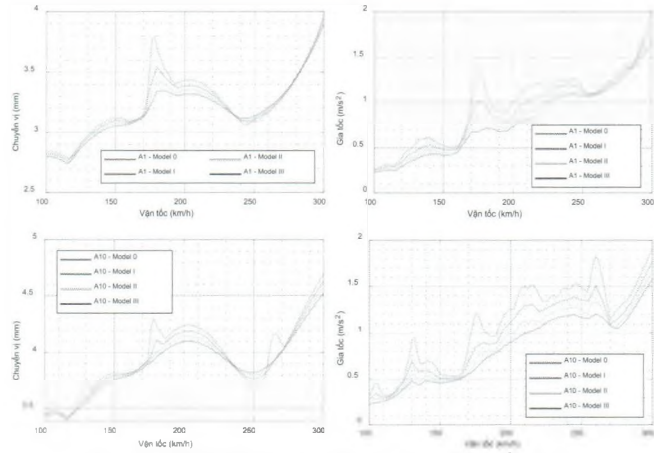 4
3.5
3
2.5
Chuyển vị (mm)
A1 - Model 0
A1 - Model I
A1 - Model II
A1 - Model III
100 150 200 250 300
Vận tốc (km/h)
2
1.5
1
0.5
0
Gia tốc (m/s²)
A1 - Model 0
A1 - Model I
A1 - Model II
A1 - Model III
100 150 200 250 300
Vận tốc (km/h)
5
4.5
4
Chuyển vị (mm)
A10 - Model 0
A10 - Model I
A10 - Model II
A10 - Model III
100 150 200 250 300
Vận tốc (km/h)
2
1.5
1
0.5
0
Gia tốc (m/s²)
A10 - Model 0
A10 - Model I
A10 - Model II
A10 - Model III
100 150 200 250